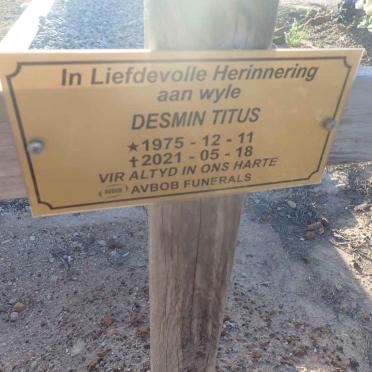 In Liefdevolle Herinnering
aan wyle
DESMIN TITUS
★1975 - 12 - 11
✝2021 - 05 - 18
VIR ALTYD IN ONS HARTE
AVBOB AVBOB FUNERALS